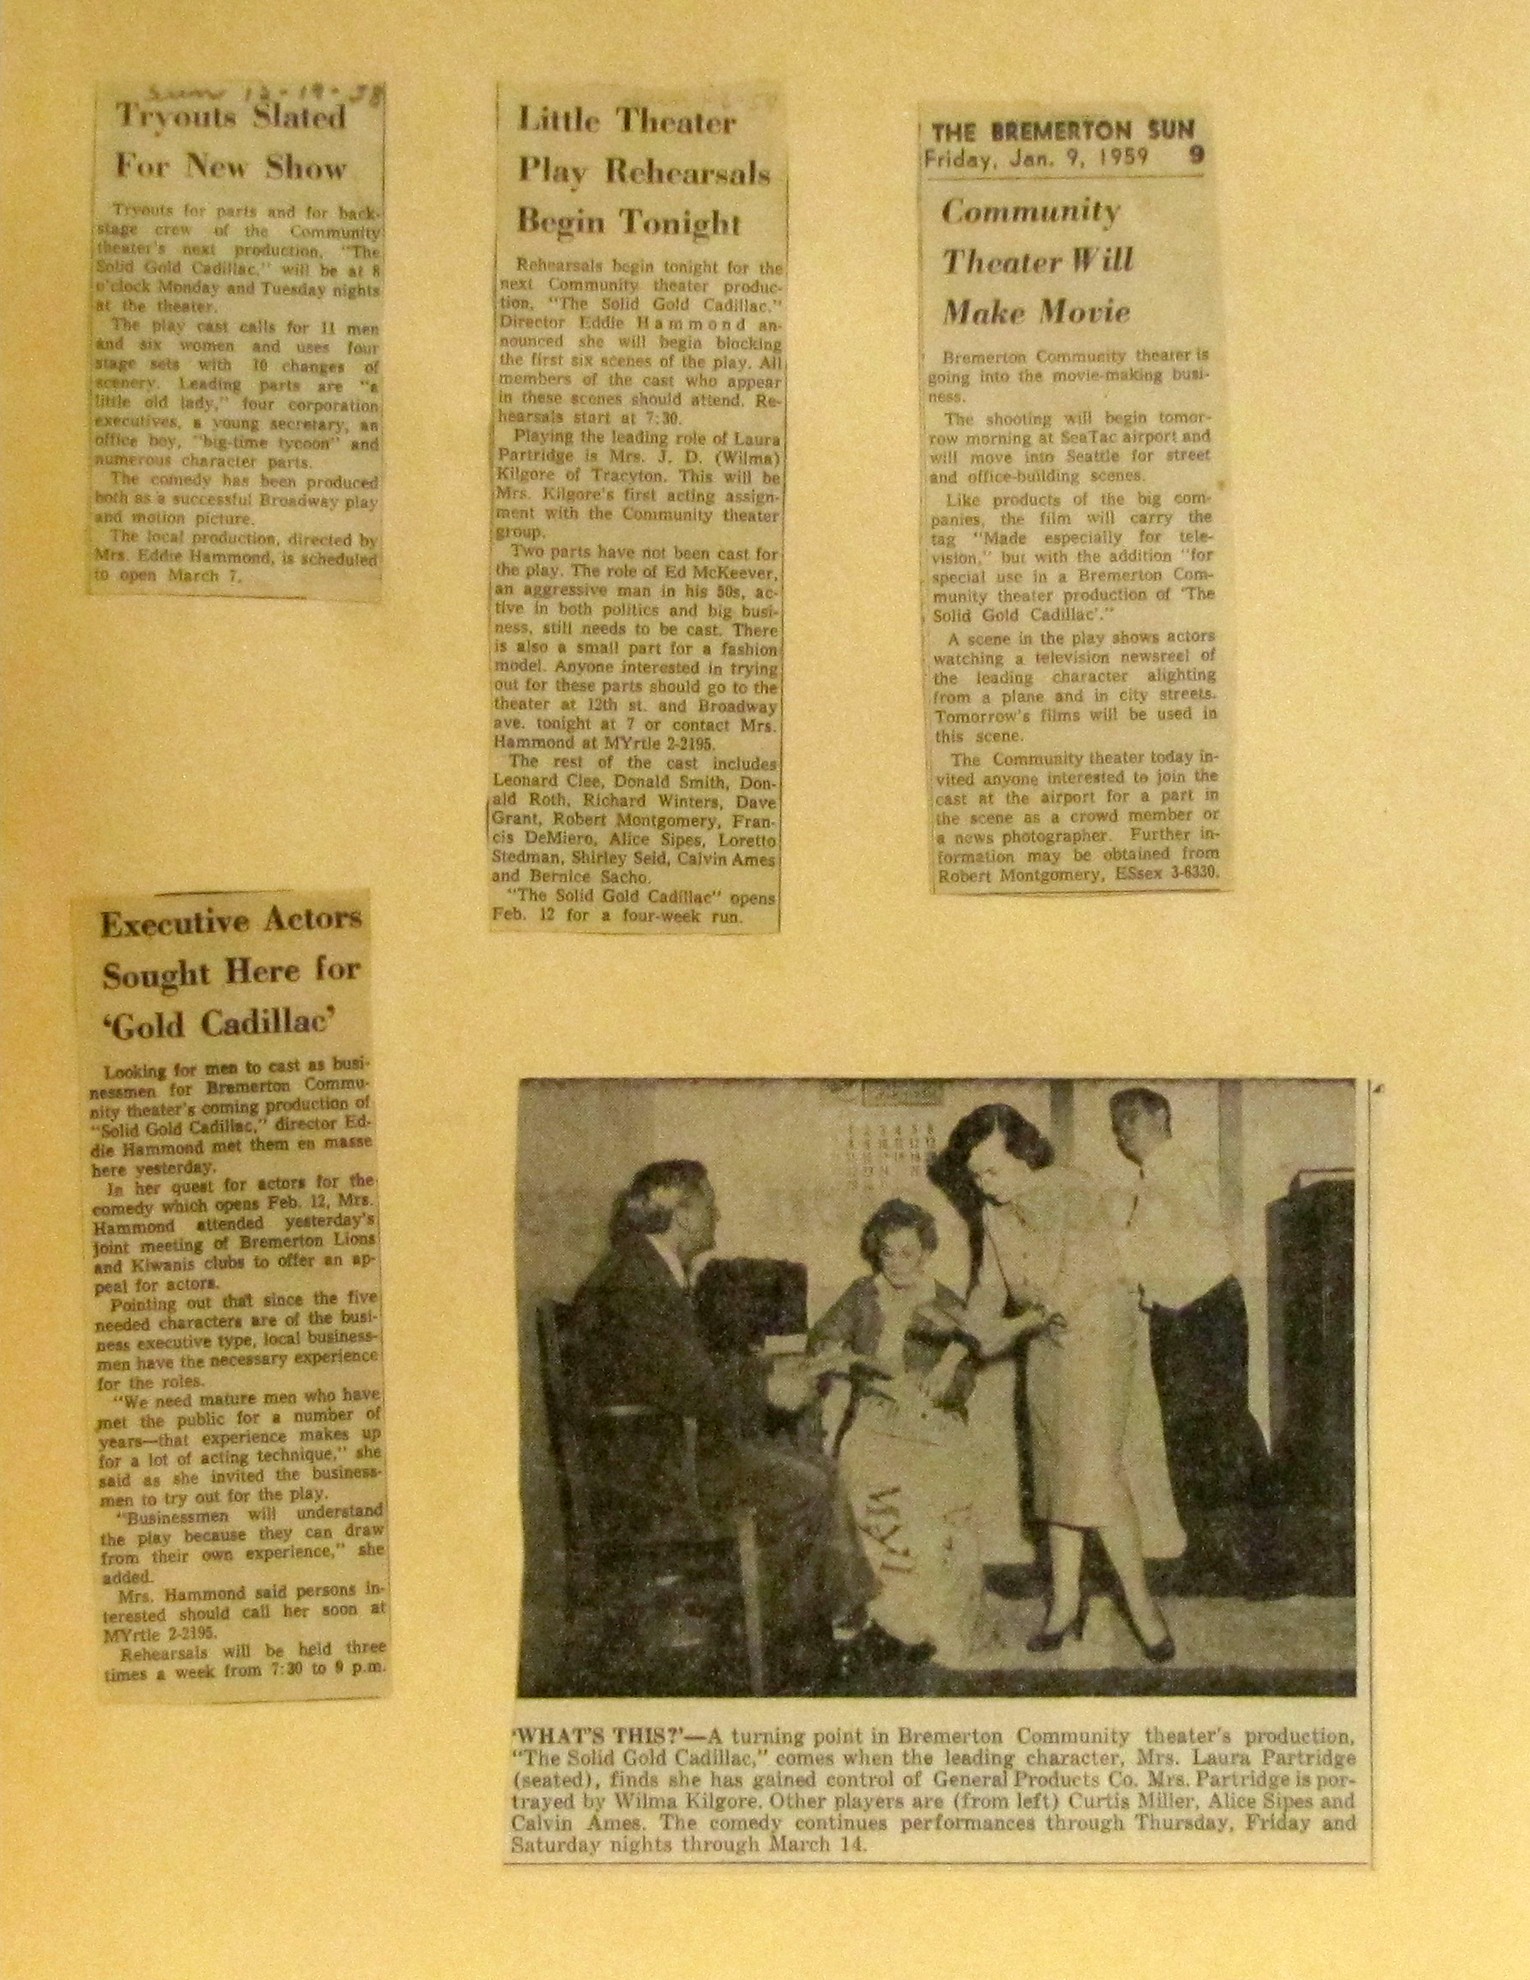 Sun 12-19-58
Tryouts Slated
For New Show
Tryouts for parts and for back-
stage crew of the Community
theater's next production, "The
Solid Gold Cadillac," will be at 8
o'clock Monday and Tuesday nights
at the theater.
The play cast calls for 11 men
and six women and uses four
stage sets with 10 changes of
scenery. Leading parts are "a
little old lady," four corporation
executives, a young secretary, an
office boy, "big-time tycoon" and
numerous character parts.
The comedy has been produced
both as a successful Broadway play
and motion picture.
The local production, directed by
Mrs. Eddie Hammond, is scheduled
to open March 7.
Executive Actors
Sought Here for
'Gold Cadillac'
Looking for men to cast as busi-
nessmen for Bremerton Commu-
nity theater's coming production of
"Solid Gold Cadillac," director Ed-
die Hammond met them en masse
here yesterday.
In her quest for actors for the
comedy which opens Feb. 12, Mrs.
Hammond attended yesterday's
joint meeting of Bremerton Lions
and Kiwanis clubs to offer an ap-
peal for actors.
Pointing out that since the five
needed characters are of the busi-
ness executive type, local business-
men have the necessary experience
for the roles.
"We need mature men who have
met the public for a number of
years—that experience makes up
for a lot of acting technique," she
said as she invited the business-
men to try out for the play.
"Businessmen will understand
the play because they can draw
from their own experience," she
added.
Mrs. Hammond said persons in-
terested should call her soon at
MYrtle 2-2195.
Rehearsals will be held three
times a week from 7:30 to 9 p.m.
Little Theater
Play Rehearsals
Begin Tonight
Rehearsals begin tonight for the
next Community theater produc-
tion, "The Solid Gold Cadillac."
Director Eddie Hammond an-
nounced she will begin blocking
the first six scenes of the play. All
members of the cast who appear
in these scenes should attend. Re-
hearsals start at 7:30.
Playing the leading role of Laura
Partridge is Mrs. J. D. (Wilma)
Kilgore of Tracyton. This will be
Mrs. Kilgore's first acting assign-
ment with the Community theater
group.
Two parts have not been cast for
the play. The role of Ed McKeever,
an aggressive man in his 50s, ac-
tive in both politics and big busi-
ness, still needs to be cast. There
is also a small part for a fashion
model. Anyone interested in trying
out for these parts should go to the
theater at 12th st. and Broadway
ave. tonight at 7 or contact Mrs.
Hammond at MYrtle 2-2195.
The rest of the cast includes
Leonard Clee, Donald Smith, Don-
ald Roth, Richard Winters, Dave
Grant, Robert Montgomery, Fran-
cis DeMiero, Alice Sipes, Loretto
Stedman, Shirley Seid, Calvin Ames
and Bernice Sacho.
"The Solid Gold Cadillac" opens
Feb. 12 for a four-week run.
THE BREMERTON SUN
Friday, Jan. 9, 1959 9
Community
Theater Will
Make Movie
Bremerton Community theater is
going into the movie-making busi-
ness.
The shooting will begin tomor-
row morning at SeaTac airport and
will move into Seattle for street
and office-building scenes.
Like products of the big com-
panies, the film will carry the
tag "Made especially for tele-
vision," but with the addition "for
special use in a Bremerton Com-
munity theater production of 'The
Solid Gold Cadillac'."
A scene in the play shows actors
watching a television newsreel of
the leading character alighting
from a plane and in city streets.
Tomorrow's films will be used in
this scene.
The Community theater today in-
vited anyone interested to join the
cast at the airport for a part in
the scene as a crowd member or
a news photographer. Further in-
formation may be obtained from
Robert Montgomery, ESsex 3-6330.
'WHAT'S THIS?'—A turning point in Bremerton Community theater's production,
"The Solid Gold Cadillac," comes when the leading character, Mrs. Laura Partridge
(seated), finds she has gained control of General Products Co. Mrs. Partridge is por-
trayed by Wilma Kilgore. Other players are (from left) Curtis Miller, Alice Sipes and
Calvin Ames. The comedy continues performances through Thursday, Friday and
Saturday nights through March 14.